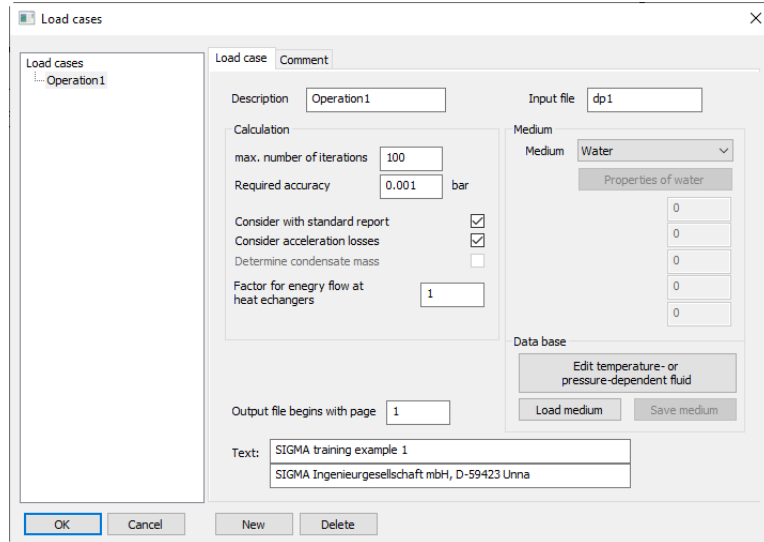 Load cases
Load cases
Operation1
Load case Comment
Description Operation1 Input file dp1
Calculation
max. number of iterations 100
Required accuracy 0.001 bar
Consider with standard report
Consider acceleration losses
Determine condensate mass
Factor for enegry flow at
heat echangers 1
Medium
Medium Water
Properties of water
0
0
0
0
0
Data base
Edit temperature- or
pressure-dependent fluid
Load medium Save medium
Output file begins with page 1
Text: SIGMA training example 1
SIGMA Ingenieurgesellschaft mbH, D-59423 Unna
OK Cancel New Delete